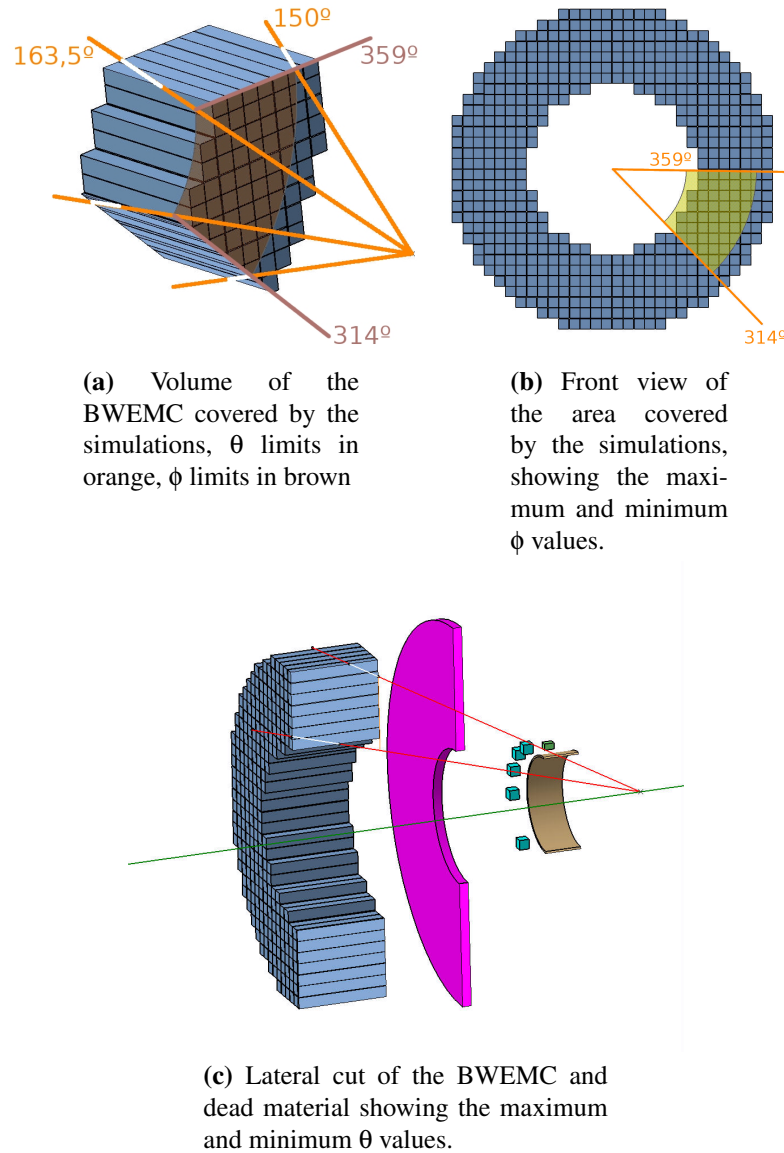 163,5º
150º
359º
314º
359º
314º
(a) Volume of the
BWEMC covered by the
simulations, θ limits in
orange, ϕ limits in brown
(b) Front view of
the area covered
by the simulations,
showing the maxi-
mum and minimum
ϕ values.
(c) Lateral cut of the BWEMC and
dead material showing the maximum
and minimum θ values.